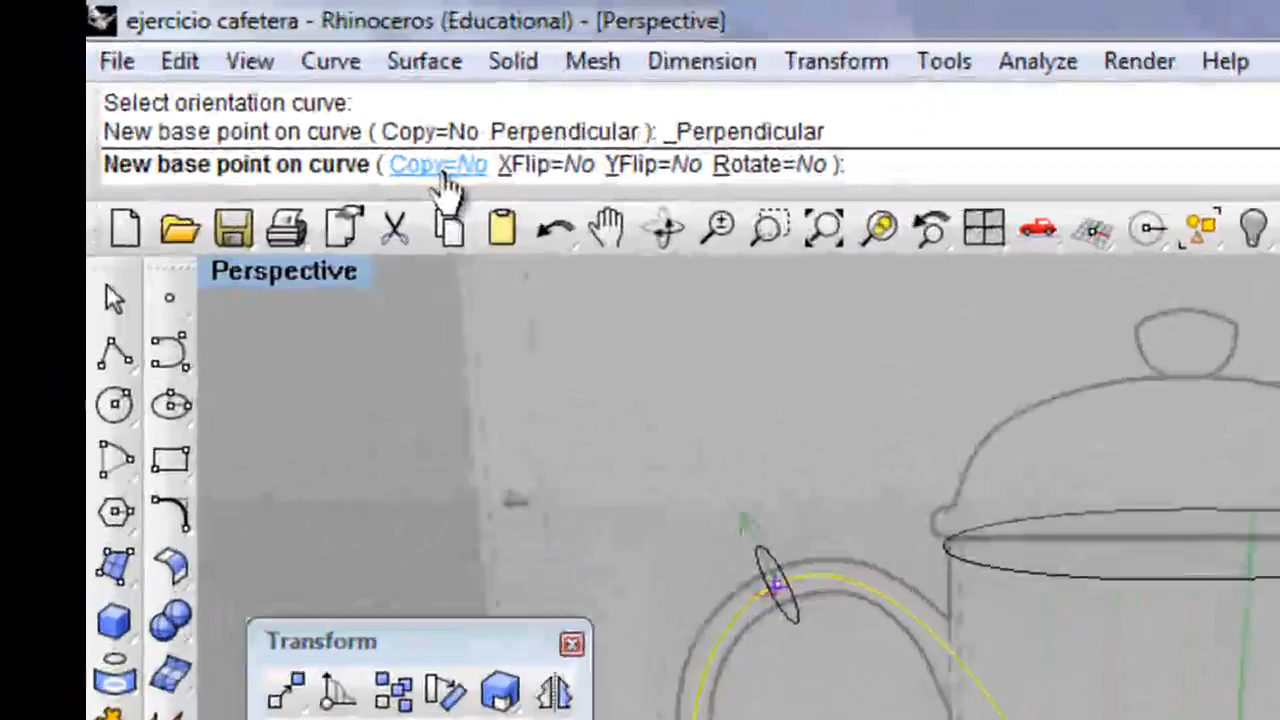 ejercicio cafetera - Rhinoceros (Educational) - [Perspective]
File Edit View Curve Surface Solid Mesh Dimension Transform Tools Analyze Render Help
Select orientation curve:
New base point on curve ( Copy=No Perpendicular ): _Perpendicular
New base point on curve ( Copy=No XFlip=No YFlip=No Rotate=No ):
Perspective
Transform